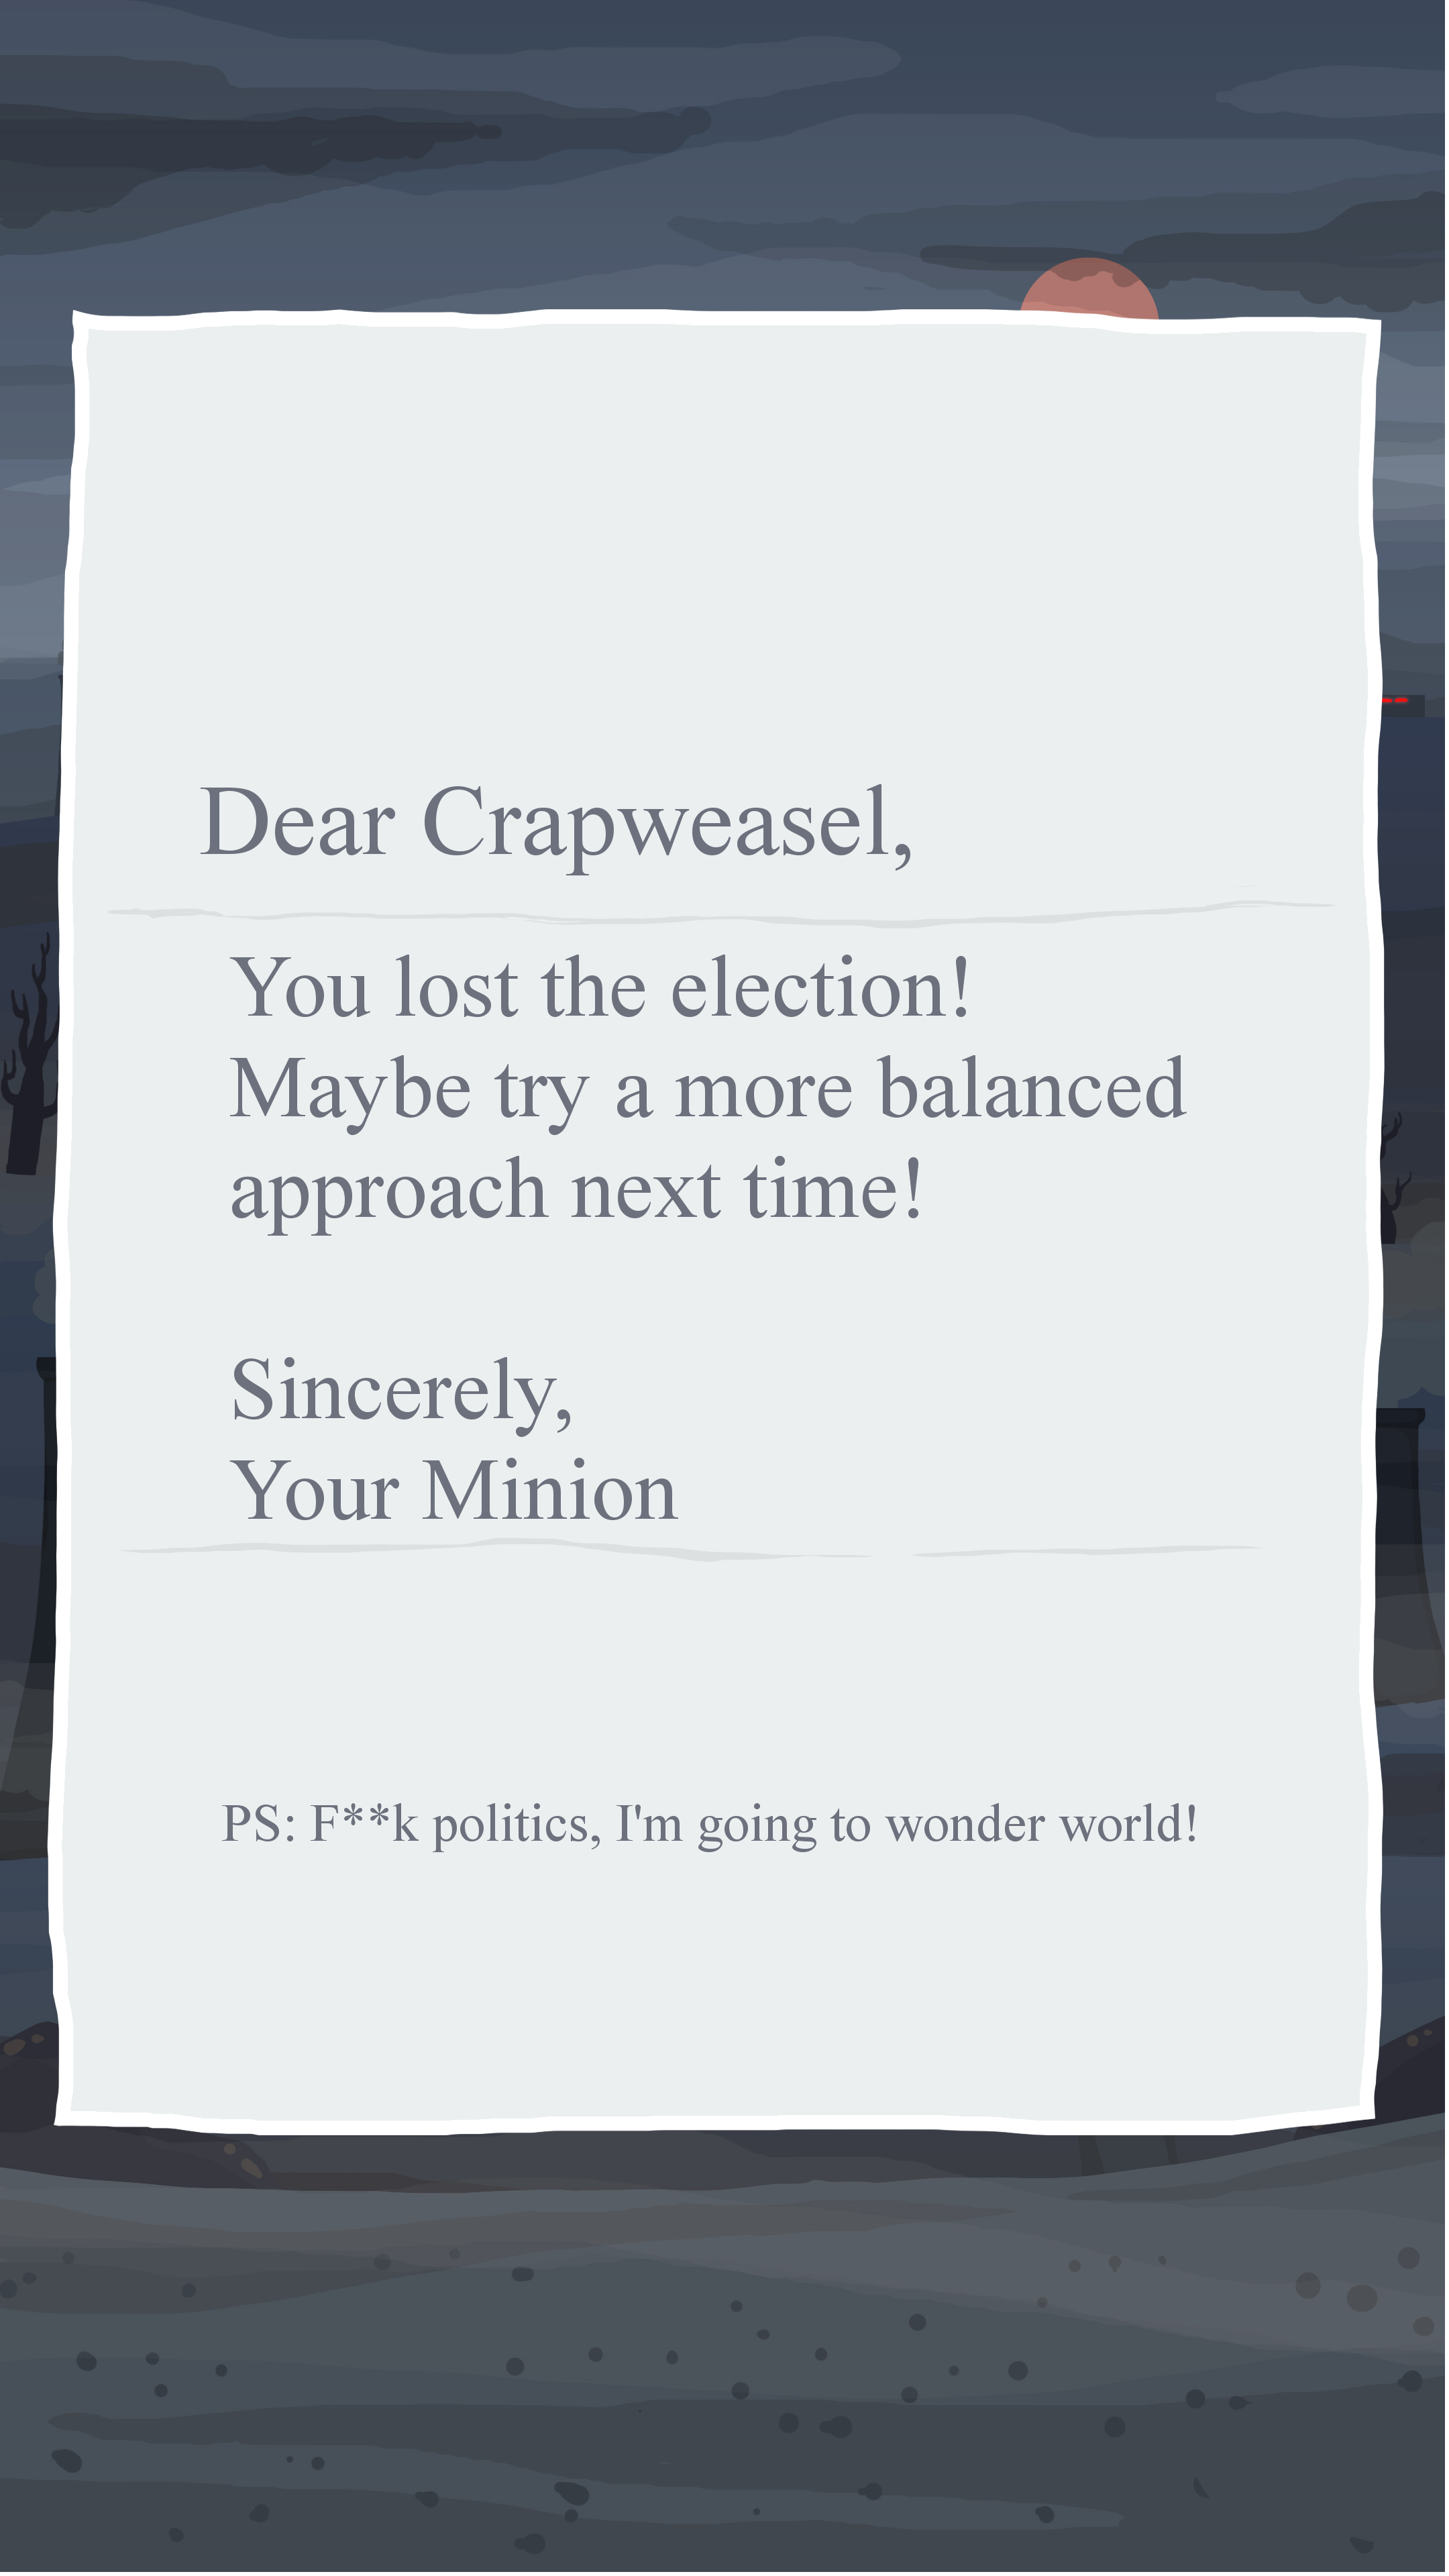 Dear Crapweasel,
You lost the election!
Maybe try a more balanced
approach next time!
Sincerely,
Your Minion
PS: F**k politics, I'm going to wonder world!